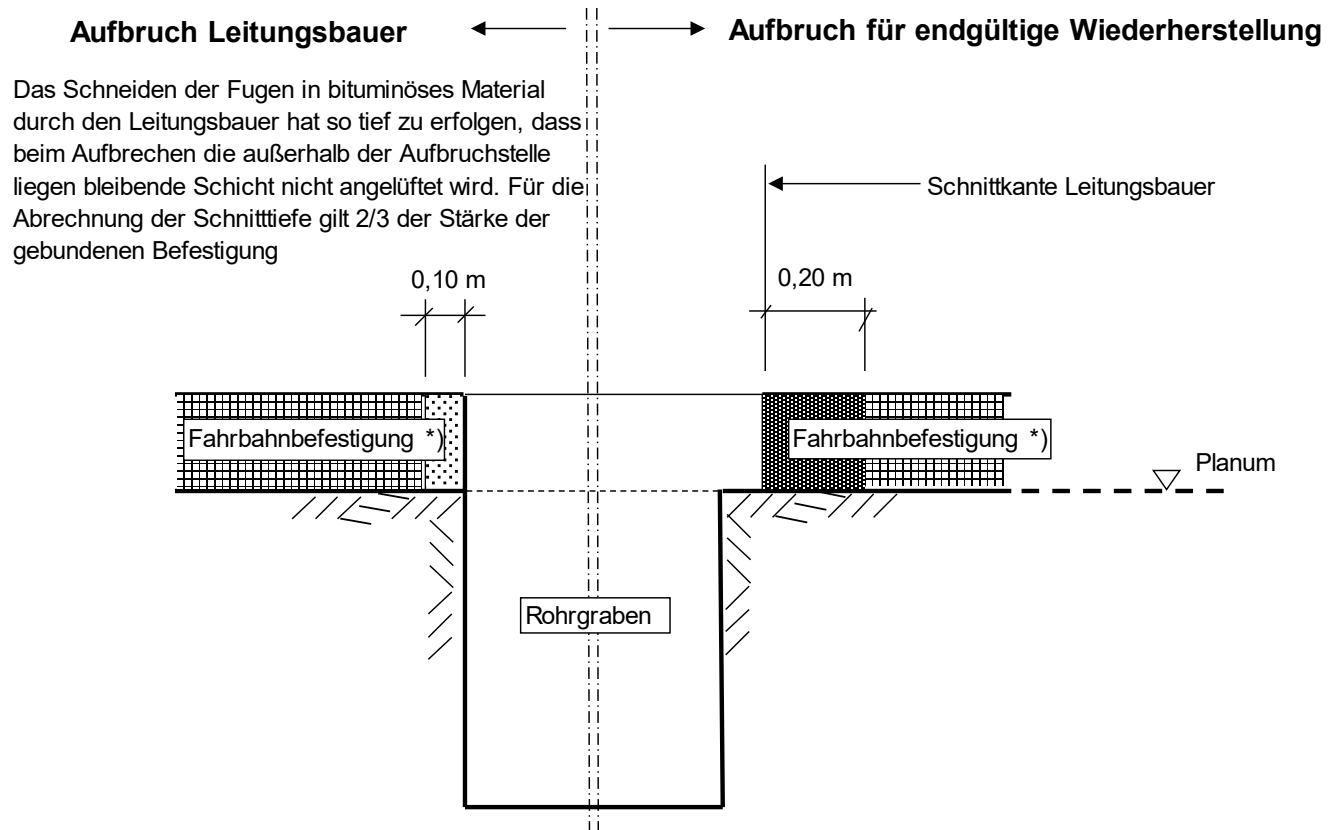 Aufbruch Leitungsbauer
Aufbruch für endgültige Wiederherstellung
Das Schneiden der Fugen in bituminöses Material
durch den Leitungsbauer hat so tief zu erfolgen, dass
beim Aufbrechen die außerhalb der Aufbruchstelle
liegen bleibende Schicht nicht angelüftet wird. Für die
Abrechnung der Schnitttiefe gilt 2/3 der Stärke der
gebundenen Befestigung
Schnittkante Leitungsbauer
0,10 m
0,20 m
Fahrbahnbefestigung *)
Fahrbahnbefestigung *)
Planum
Rohrgraben